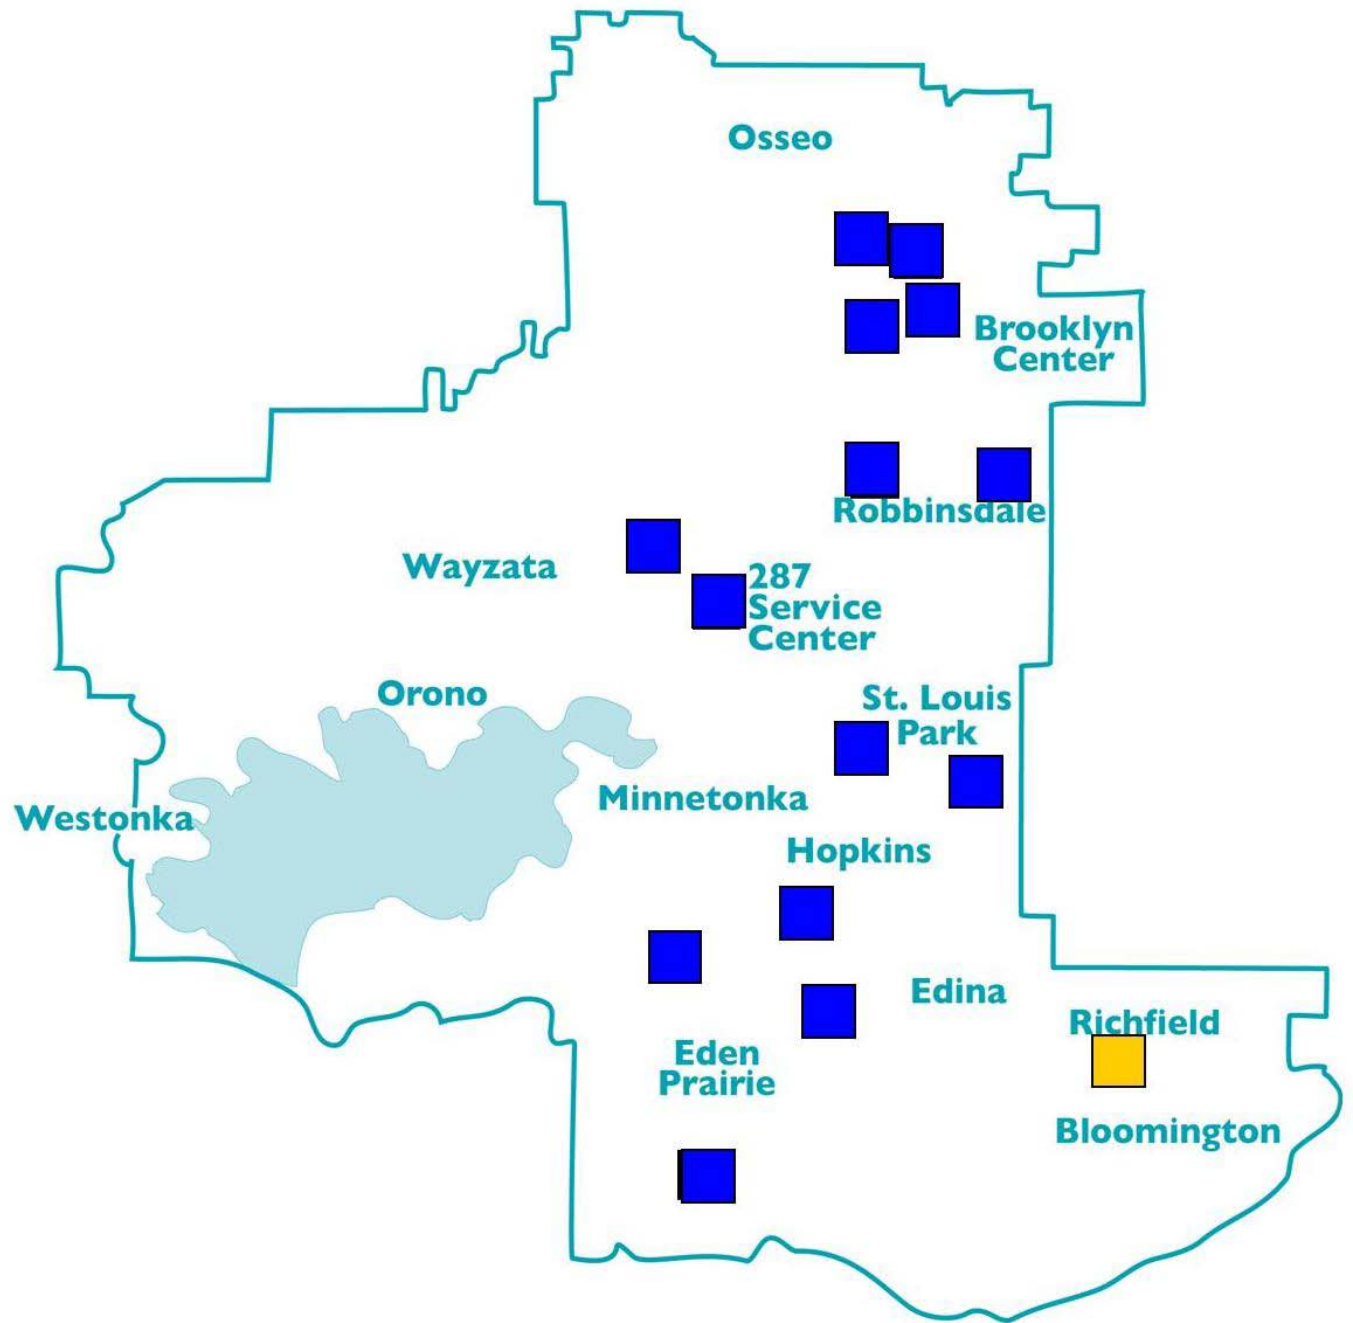 Osseo
Brooklyn
Center
Robbinsdale
Wayzata
287
Service
Center
Orono
St. Louis
Park
Minnetonka
Westonka
Hopkins
Edina
Richfield
Eden
Prairie
Bloomington